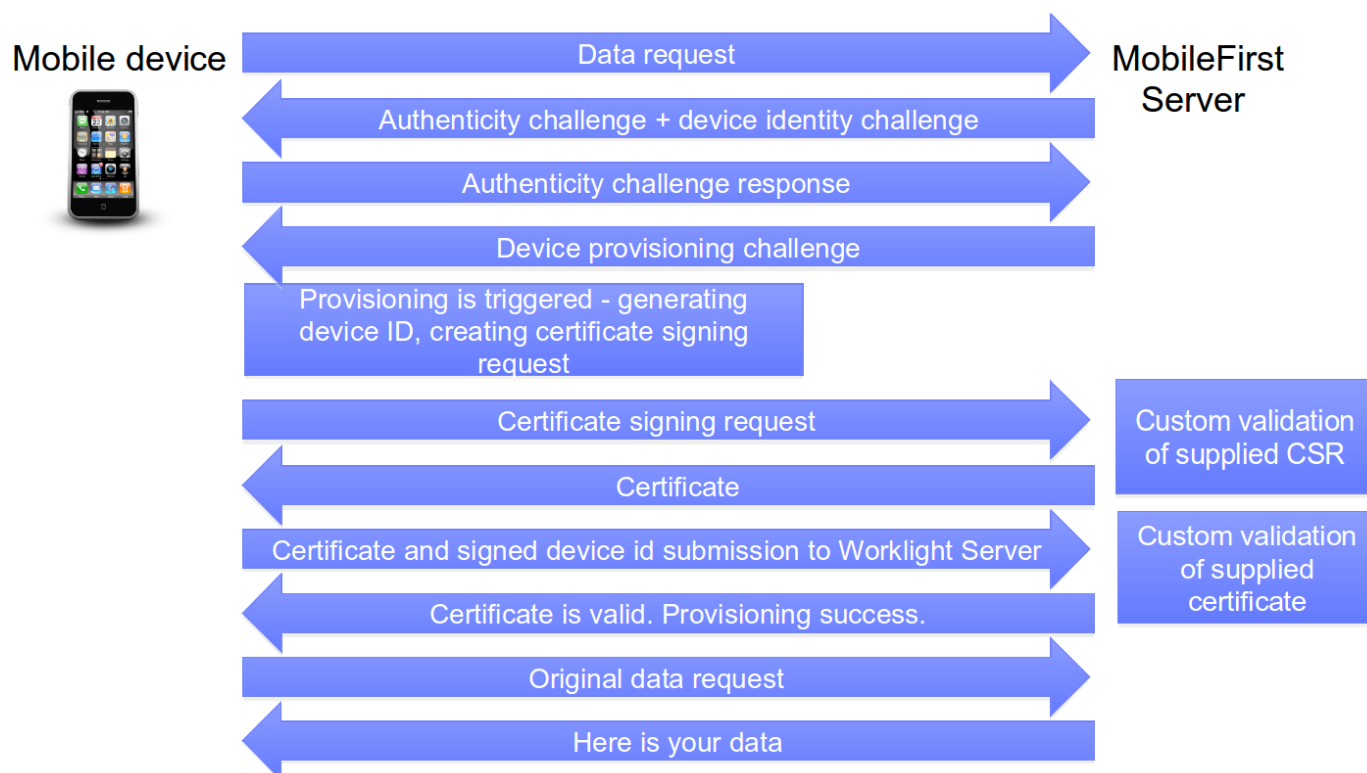 Mobile device
Data request
MobileFirst
Server
Authenticity challenge + device identity challenge
Authenticity challenge response
Device provisioning challenge
Provisioning is triggered - generating
device ID, creating certificate signing
request
Certificate signing request
Custom validation
of supplied CSR
Certificate
Certificate and signed device id submission to Worklight Server
Custom validation
of supplied
certificate
Certificate is valid. Provisioning success.
Original data request
Here is your data